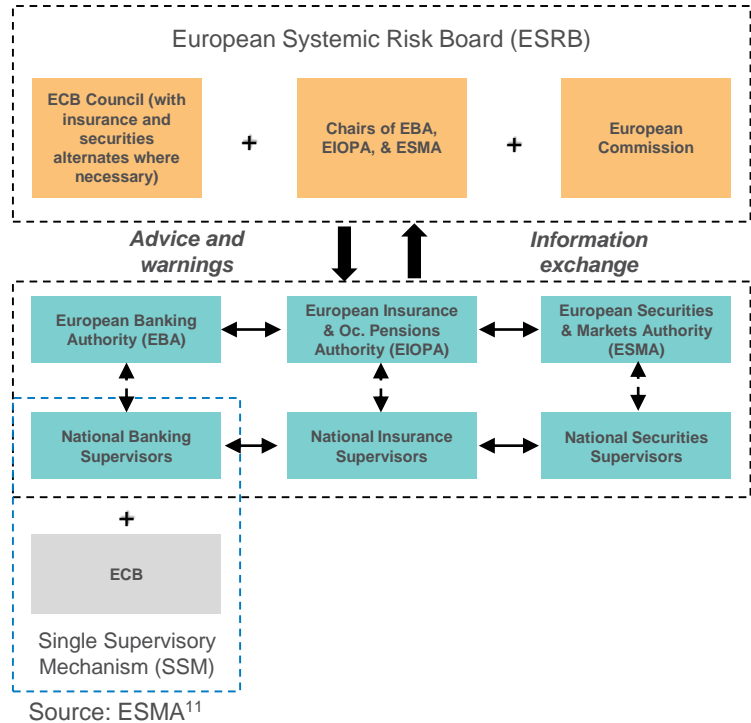 European Systemic Risk Board (ESRB)
ECB Council (with
insurance and
securities
alternates where
necessary)
+
Chairs of EBA,
EIOPA, & ESMA
+
European
Commission
Advice and
warnings
Information
exchange
European Banking
Authority (EBA)
European Insurance
& Oc. Pensions
Authority (EIOPA)
European Securities
& Markets Authority
(ESMA)
National Banking
Supervisors
National Insurance
Supervisors
National Securities
Supervisors
+
ECB
Single Supervisory
Mechanism (SSM)
Source: ESMA¹¹